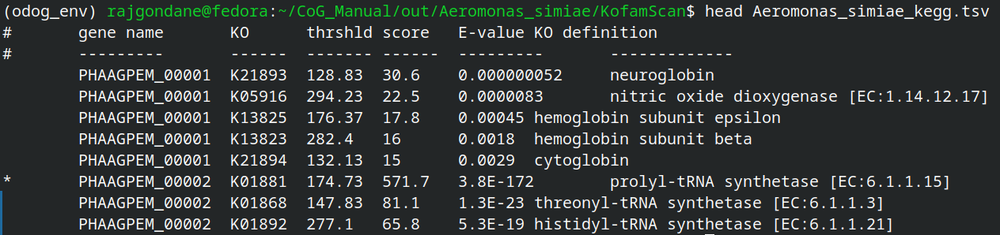 (odog_env) rajgondane@fedora:~/CoG_Manual/out/Aeromonas_simiae/KofamScan$ head Aeromonas_simiae_kegg.tsv
# gene name KO thrshld score E-value KO definition
# --------- ------ ------- ------ --------- -------------
PHAAGPEM_00001 K21893 128.83 30.6 0.000000052 neuroglobin
PHAAGPEM_00001 K05916 294.23 22.5 0.0000083 nitric oxide dioxygenase [EC:1.14.12.17]
PHAAGPEM_00001 K13825 176.37 17.8 0.00045 hemoglobin subunit epsilon
PHAAGPEM_00001 K13823 282.4 16 0.0018 hemoglobin subunit beta
PHAAGPEM_00001 K21894 132.13 15 0.0029 cytoglobin
* PHAAGPEM_00002 K01881 174.73 571.7 3.8E-172 prolyl-tRNA synthetase [EC:6.1.1.15]
PHAAGPEM_00002 K01868 147.83 81.1 1.3E-23 threonyl-tRNA synthetase [EC:6.1.1.3]
PHAAGPEM_00002 K01892 277.1 65.8 5.3E-19 histidyl-tRNA synthetase [EC:6.1.1.21]